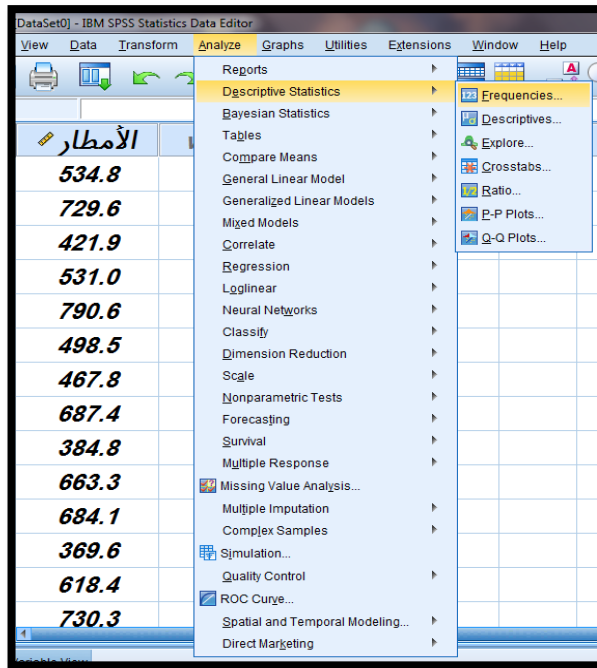 [DataSet0] - IBM SPSS Statistics Data Editor
View Data Transform Analyze Graphs Utilities Extensions Window Help
Reports
Descriptive Statistics
Bayesian Statistics
Tables
Compare Means
General Linear Model
Generalized Linear Models
Mixed Models
Correlate
Regression
Loglinear
Neural Networks
Classify
Dimension Reduction
Scale
Nonparametric Tests
Forecasting
Survival
Multiple Response
Missing Value Analysis...
Multiple Imputation
Complex Samples
Simulation...
Quality Control
ROC Curve...
Spatial and Temporal Modeling...
Direct Marketing
123 Frequencies...
Descriptives...
Explore...
Crosstabs...
1/2 Ratio...
P-P Plots...
Q-Q Plots...
A
الأمطار
534.8
729.6
421.9
531.0
790.6
498.5
467.8
687.4
384.8
663.3
684.1
369.6
618.4
730.3